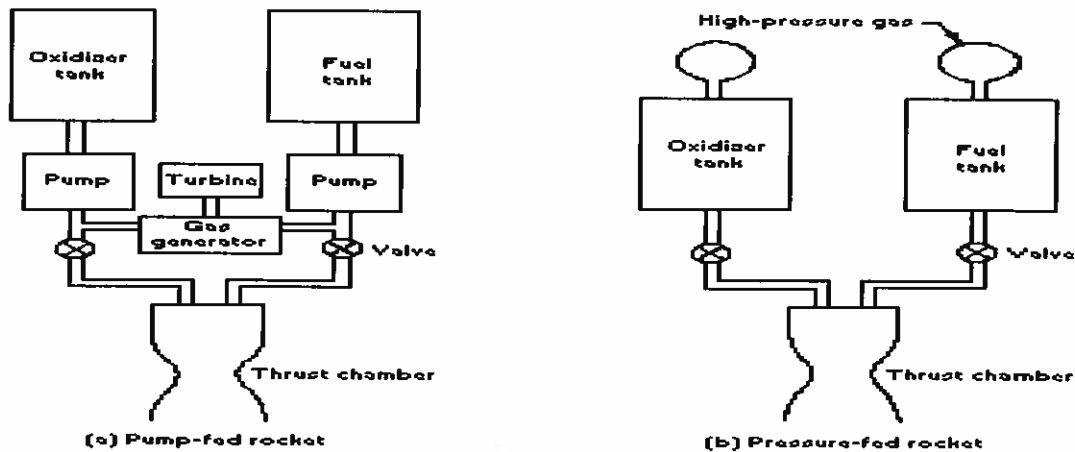 Oxidizer
tank
Fuel
tank
Pump
Turbine
Pump
Gas
generator
Valve
Thrust chamber
(a) Pump-fed rocket
High-pressure gas
Oxidizer
tank
Fuel
tank
Valve
Thrust chamber
(b) Pressure-fed rocket